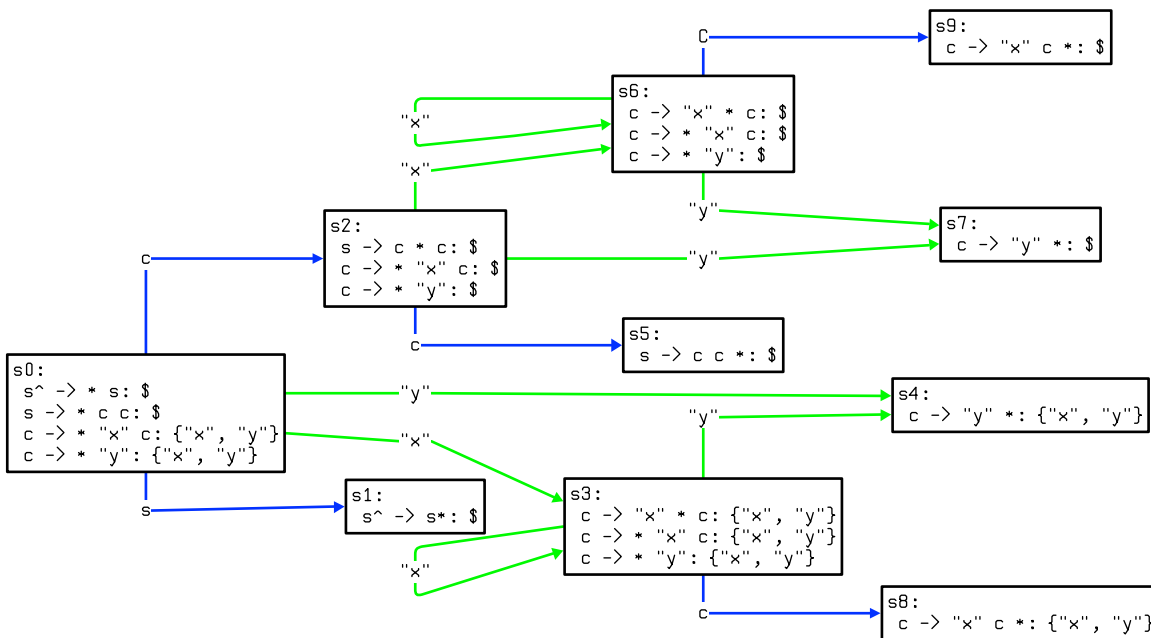 s9:
c -> "x" c *: $
C
s6:
c -> "x" * c: $
c -> * "x" c: $
c -> * "y": $
"x"
"x"
"y"
s7:
c -> "y" *: $
s2:
s -> c * c: $
c -> * "x" c: $
c -> * "y": $
"y"
c
c
s5:
s -> c c *: $
s0:
s^ -> * s: $
s -> * c c: $
c -> * "x" c: {"x", "y"}
c -> * "y": {"x", "y"}
"y"
"x"
"y"
s4:
c -> "y" *: {"x", "y"}
s
s1:
s^ -> s*: $
s3:
c -> "x" * c: {"x", "y"}
c -> * "x" c: {"x", "y"}
c -> * "y": {"x", "y"}
"x"
c
s8:
c -> "x" c *: {"x", "y"}